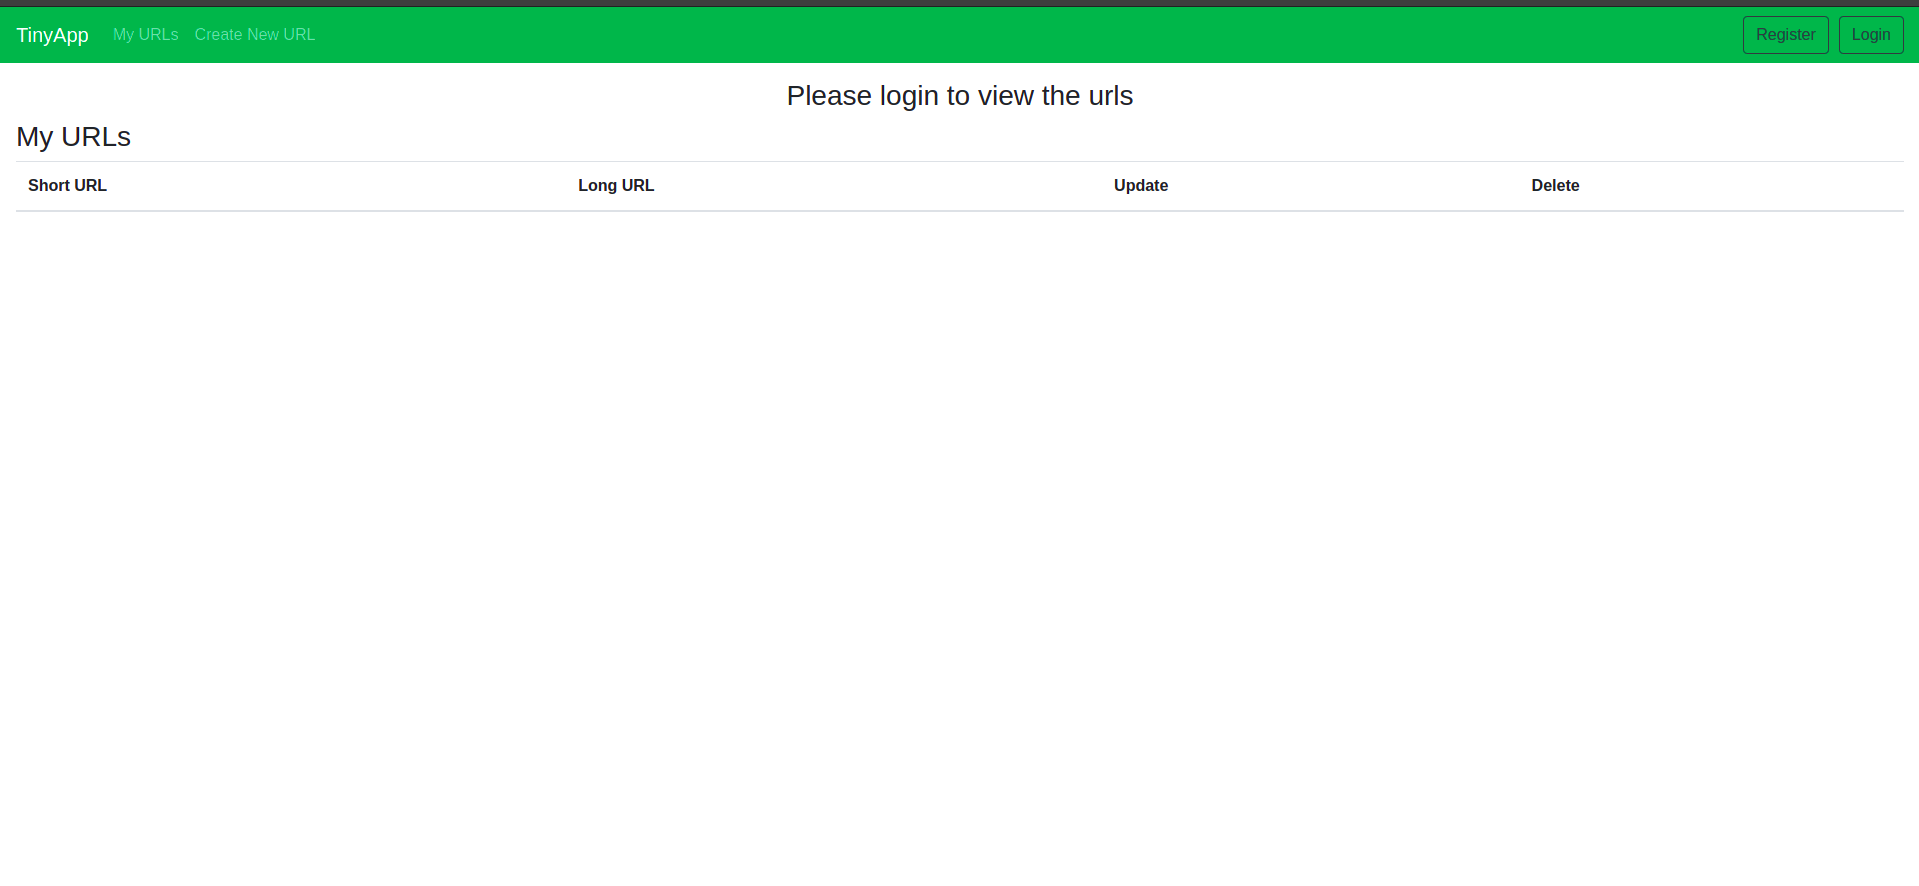 TinyApp My URLs Create New URL Register Login
Please login to view the urls
My URLs
Short URL Long URL Update Delete